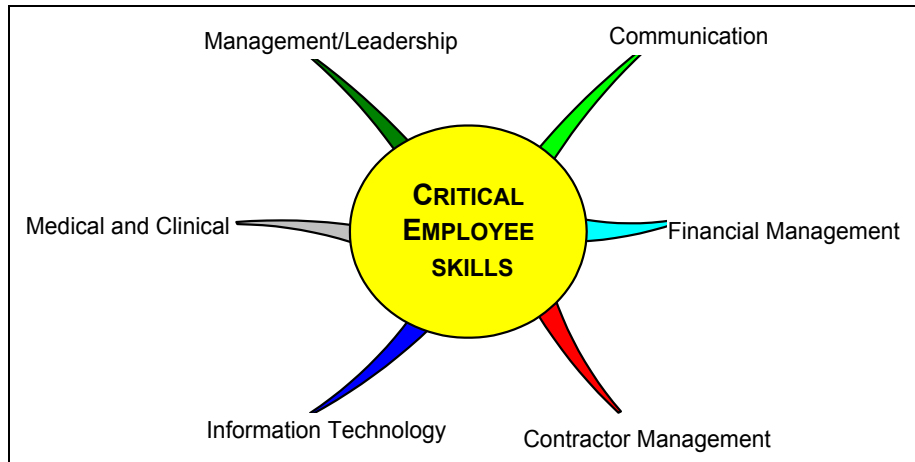 Management/Leadership
Communication
CRITICAL
EMPLOYEE
SKILLS
Medical and Clinical
Financial Management
Information Technology
Contractor Management